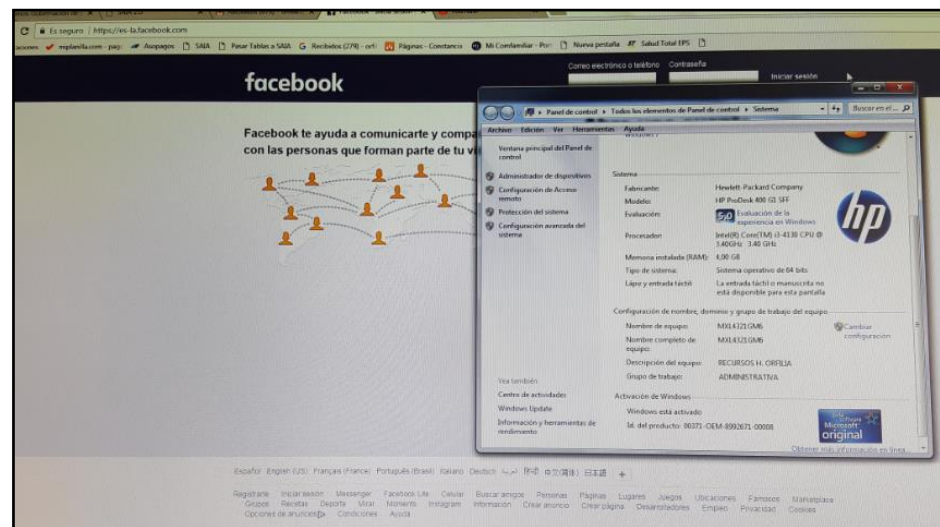 Es seguro | https://es-la.facebook.com
miplanilla.com - pag: Asopagos SAIA Pasar Tablas a SAIA Recibidos (279) - orf Páginas - Constancia Mi Comfamiliar - Por Nueva pestaña Salud Total EPS
Correo electrónico o teléfono Contraseña
facebook
Iniciar sesión
Facebook te ayuda a comunicarte y
con las personas que forman parte de tu
Panel de control Todos los elementos de Panel de control Sistema
Buscar en el...
Archivo Edición Ver Herramientas Ayuda
Ventana principal del Panel de
control
Administrador de dispositivos
Configuración de Acceso
remoto
Protección del sistema
Configuración avanzada del
sistema
Sistema
Fabricante: Hewlett-Packard Company
Modelo: HP ProDesk 400 G1 SFF
Evaluación: 5,0 Evaluación de la
experiencia en Windows
Procesador: Intel(R) Core(TM) i3-4130 CPU @
3.40GHz 3.40 GHz
Memoria instalada (RAM): 4,00 GB
Tipo de sistema: Sistema operativo de 64 bits
Lápiz y entrada táctil: La entrada táctil o manuscrita no
está disponible para esta pantalla
hp
Configuración de nombre, dominio y grupo de trabajo del equipo
Nombre de equipo: MXL4321GM6
Cambiar
configuración
Nombre completo de
equipo: MXL4321GM6
Descripción del equipo: RECURSOS H. ORFILIA
Grupo de trabajo: ADMINISTRATIVA
Vea también
Centro de actividades
Windows Update
Información y herramientas de
rendimiento
Activación de Windows
Windows está activado
Id. del producto: 00371-OEM-8992671-00008
Microsoft
original
Obtener más información en línea...
Español English (US) Français (France) Português (Brasil) Italiano Deutsch العربية हिन्दी 中文(简体) 日本語 +
Registrarte Iniciar sesión Messenger Facebook Lite Celular Buscar amigos Personas Páginas Lugares Juegos Ubicaciones Famosos Marketplace
Grupos Recetas Deporte Mirar Moments Instagram Información Crear anuncio Crear página Desarrolladores Empleo Privacidad Cookies
Opciones de anuncios Condiciones Ayuda